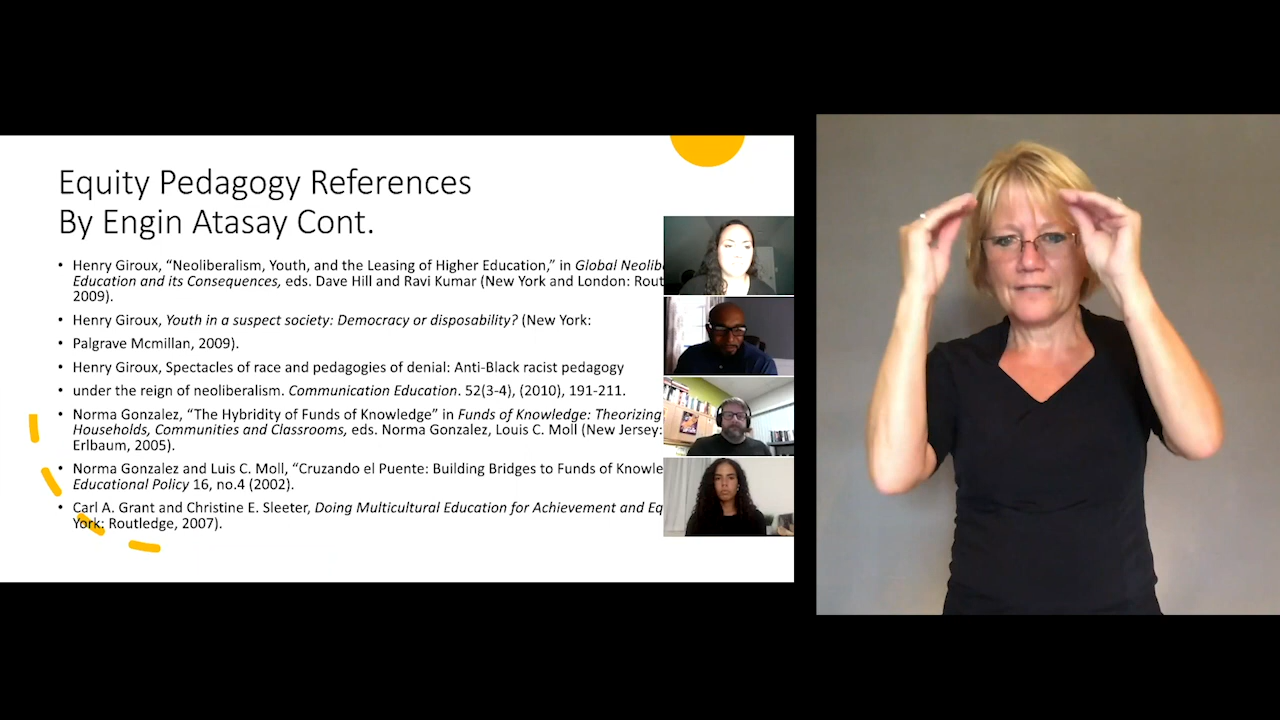 Equity Pedagogy References
By Engin Atasay Cont.
• Henry Giroux, “Neoliberalism, Youth, and the Leasing of Higher Education,” in Global Neolib
Education and its Consequences, eds. Dave Hill and Ravi Kumar (New York and London: Rout
2009).
• Henry Giroux, Youth in a suspect society: Democracy or disposability? (New York:
• Palgrave Mcmillan, 2009).
• Henry Giroux, Spectacles of race and pedagogies of denial: Anti-Black racist pedagogy
• under the reign of neoliberalism. Communication Education. 52(3-4), (2010), 191-211.
• Norma Gonzalez, “The Hybridity of Funds of Knowledge” in Funds of Knowledge: Theorizing
Households, Communities and Classrooms, eds. Norma Gonzalez, Louis C. Moll (New Jersey:
Erlbaum, 2005).
• Norma Gonzalez and Luis C. Moll, “Cruzando el Puente: Building Bridges to Funds of Knowle
Educational Policy 16, no.4 (2002).
• Carl A. Grant and Christine E. Sleeter, Doing Multicultural Education for Achievement and Eq
York: Routledge, 2007).